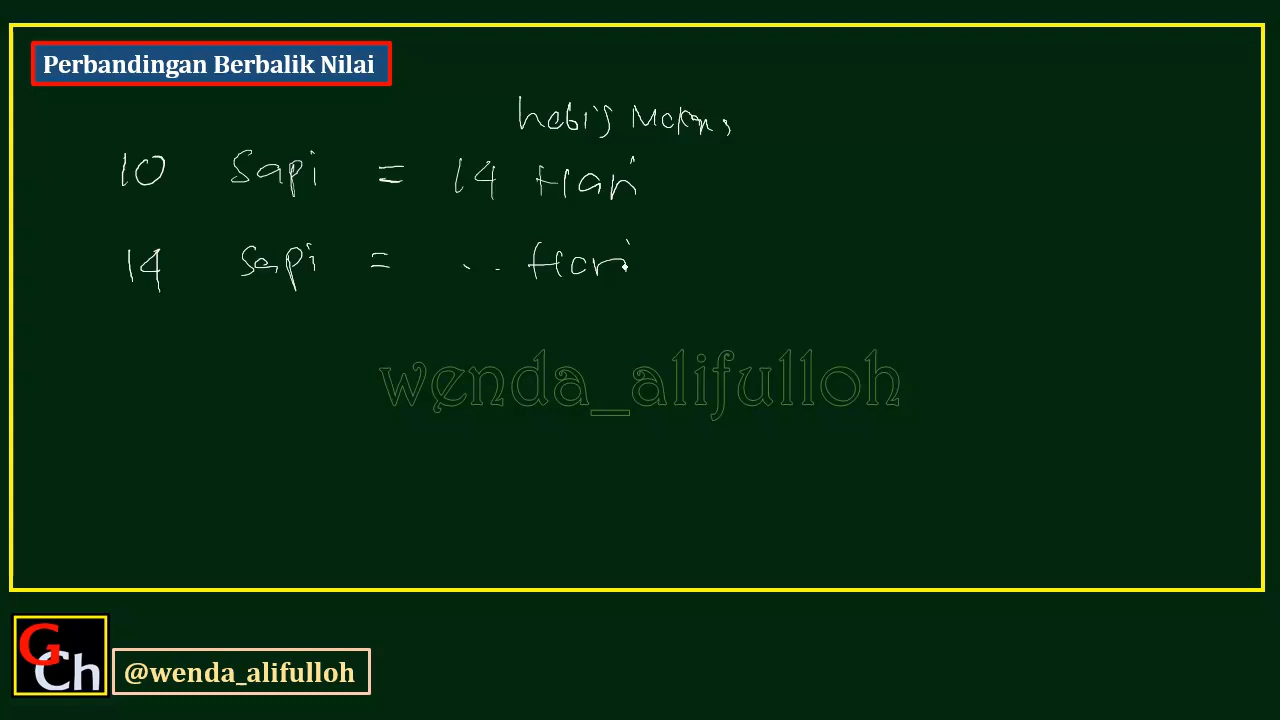 Perbandingan Berbalik Nilai
habis Makan
10 Sapi = 14 Hari
14 Sapi = ... Hari
wenda_alifulloh
GCh
@wenda_alifulloh